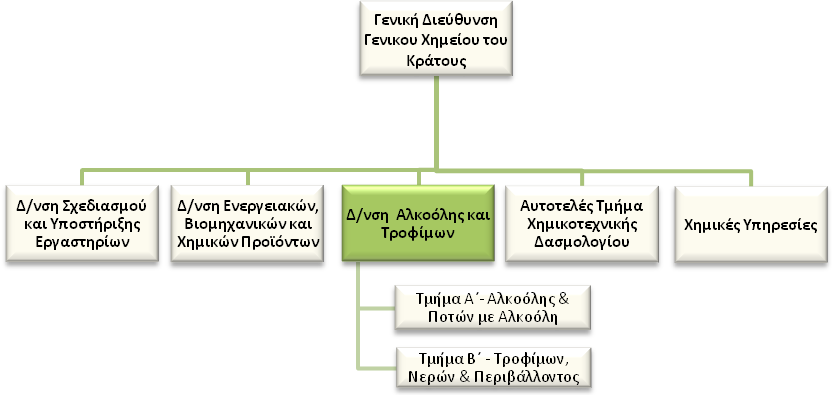 Γενική Διεύθυνση
Γενικου Χημείου του
Κράτους
Δ/νση Σχεδιασμού
και Υποστήριξης
Εργαστηρίων
Δ/νση Ενεργειακών,
Βιομηχανικών και
Χημικών Προϊόντων
Δ/νση Αλκοόλης και
Τροφίμων
Αυτοτελές Τμήμα
Χημικοτεχνικής
Δασμολογίου
Χημικές Υπηρεσίες
Τμήμα Α΄- Αλκοόλης &
Ποτών με Αλκοόλη
Τμήμα Β΄ - Τροφίμων,
Νερών & Περιβάλλοντος